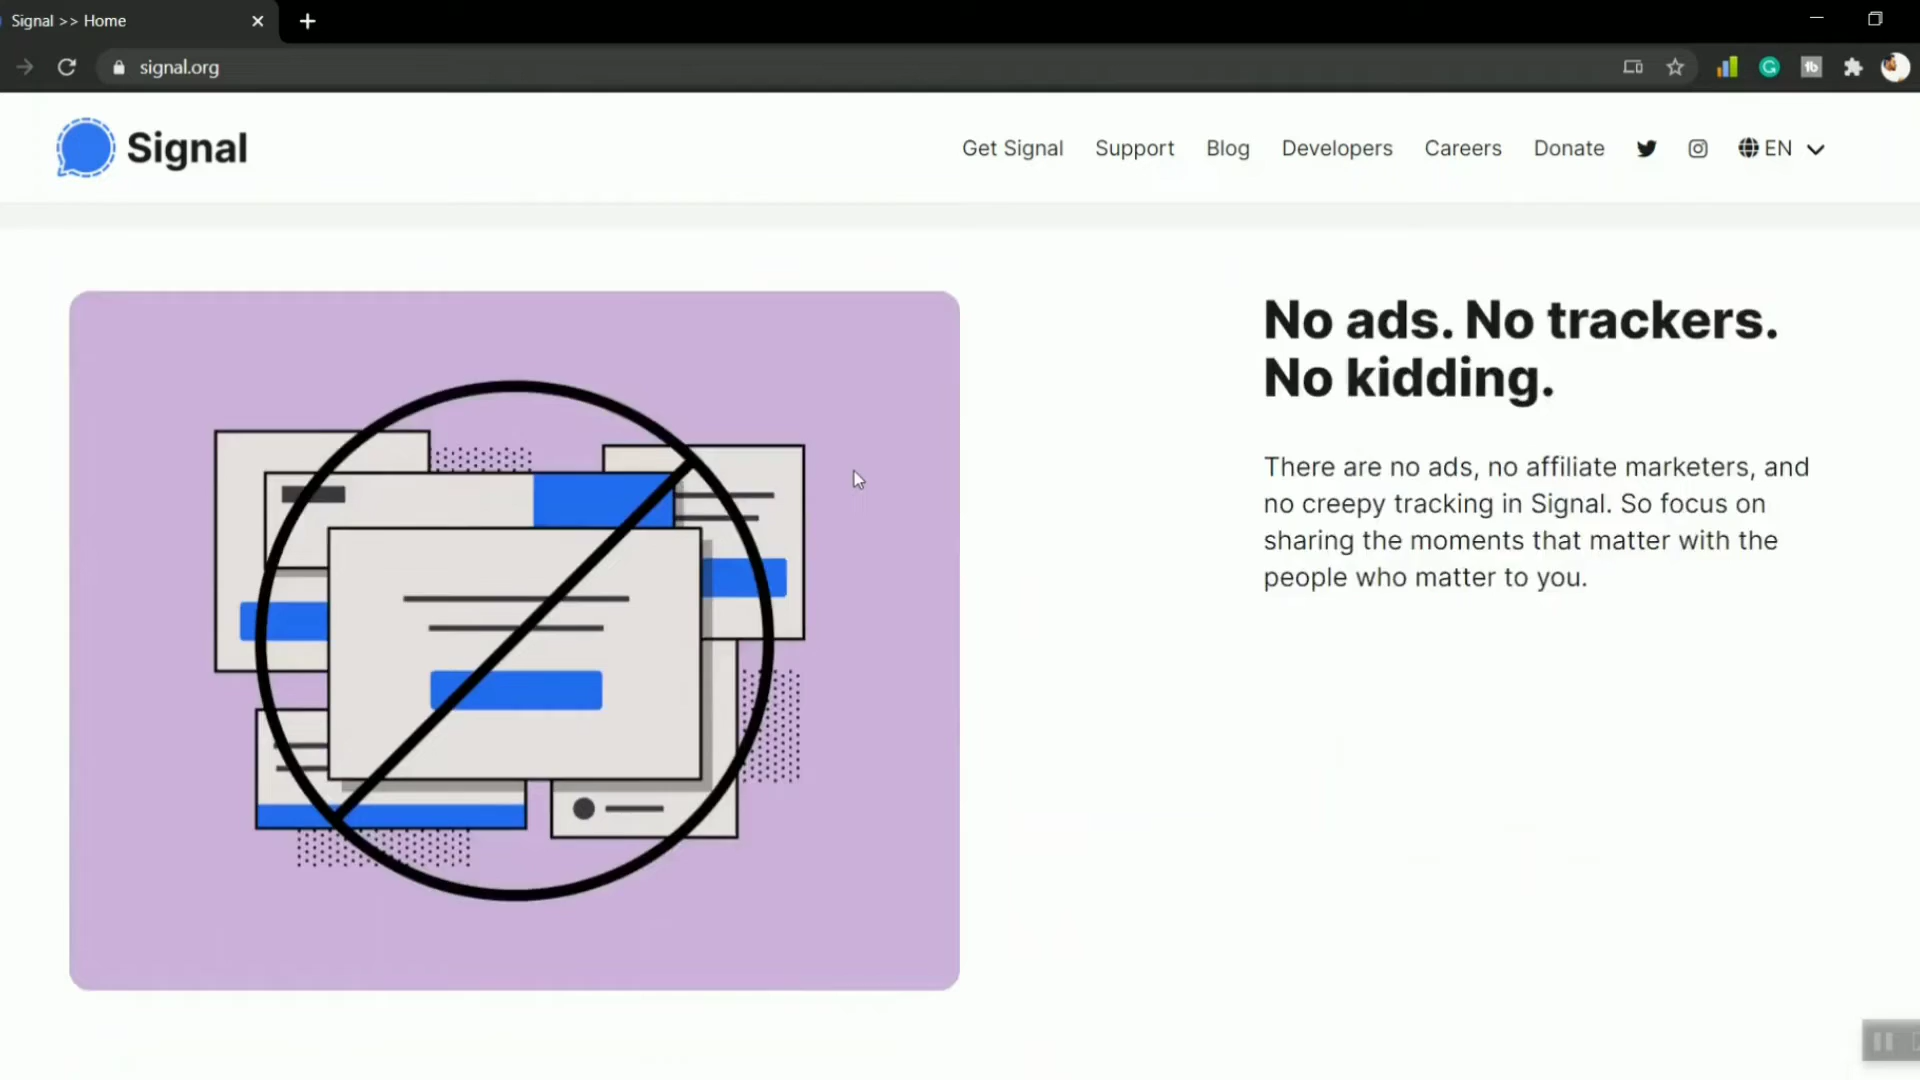 Signal >> Home
signal.org
Signal
Get Signal
Support
Blog
Developers
Careers
Donate
EN
No ads. No trackers.
No kidding.
There are no ads, no affiliate marketers, and
no creepy tracking in Signal. So focus on
sharing the moments that matter with the
people who matter to you.